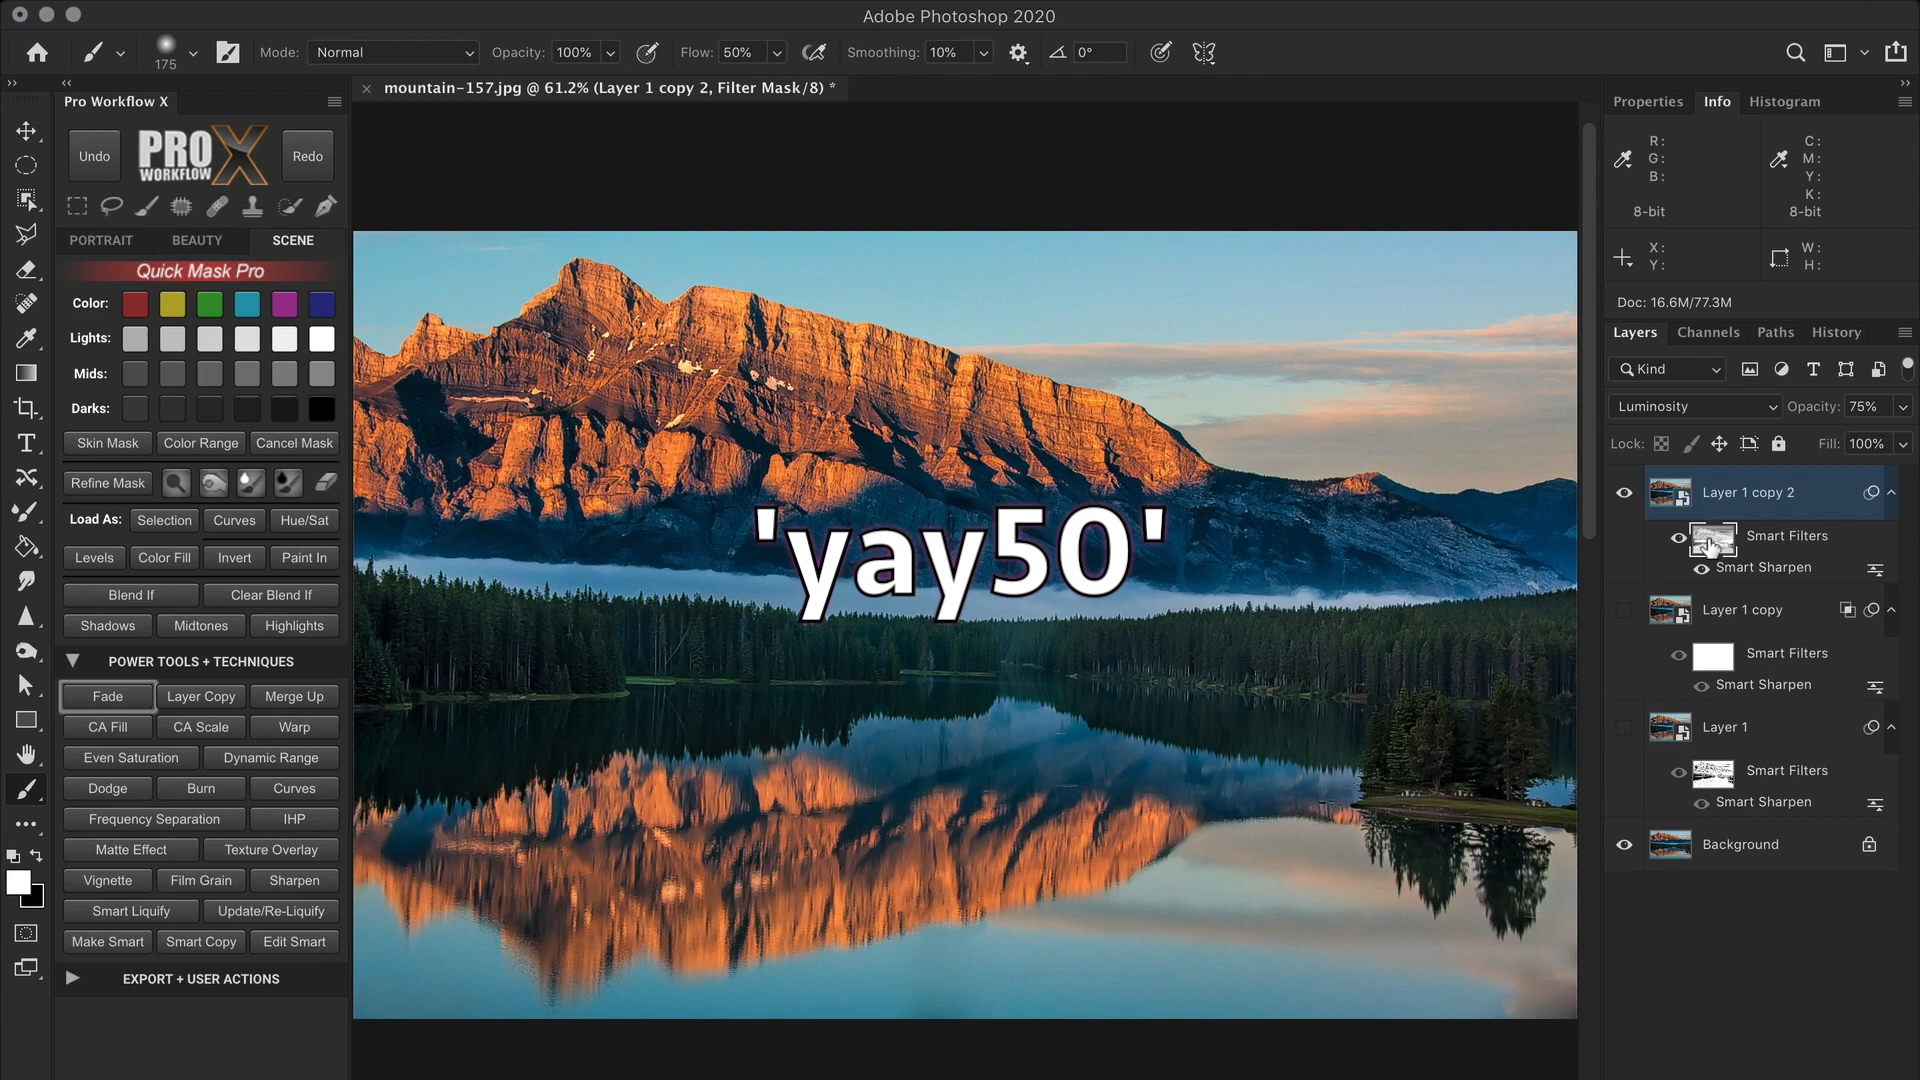 Adobe Photoshop 2020
175
Mode: Normal
Opacity: 100%
Flow: 50%
Smoothing: 10%
0°
Pro Workflow X
× mountain-157.jpg @ 61.2% (Layer 1 copy 2, Filter Mask/8) *
Undo
PRO X
WORKFLOW
Redo
PORTRAIT BEAUTY SCENE
Quick Mask Pro
Color:
Lights:
Mids:
Darks:
Skin Mask Color Range Cancel Mask
Refine Mask
Load As: Selection Curves Hue/Sat
Levels Color Fill Invert Paint In
Blend If Clear Blend If
Shadows Midtones Highlights
POWER TOOLS + TECHNIQUES
Fade Layer Copy Merge Up
CA Fill CA Scale Warp
Even Saturation Dynamic Range
Dodge Burn Curves
Frequency Separation IHP
Matte Effect Texture Overlay
Vignette Film Grain Sharpen
Smart Liquify Update/Re-Liquify
Make Smart Smart Copy Edit Smart
EXPORT + USER ACTIONS
'yay50'
Properties Info Histogram
R:
G:
B:
8-bit
C:
M:
Y:
K:
8-bit
X:
Y:
W:
H:
Doc: 16.6M/77.3M
Layers Channels Paths History
Kind
Luminosity Opacity: 75%
Lock: Fill: 100%
Layer 1 copy 2
Smart Filters
Smart Sharpen
Layer 1 copy
Smart Filters
Smart Sharpen
Layer 1
Smart Filters
Smart Sharpen
Background